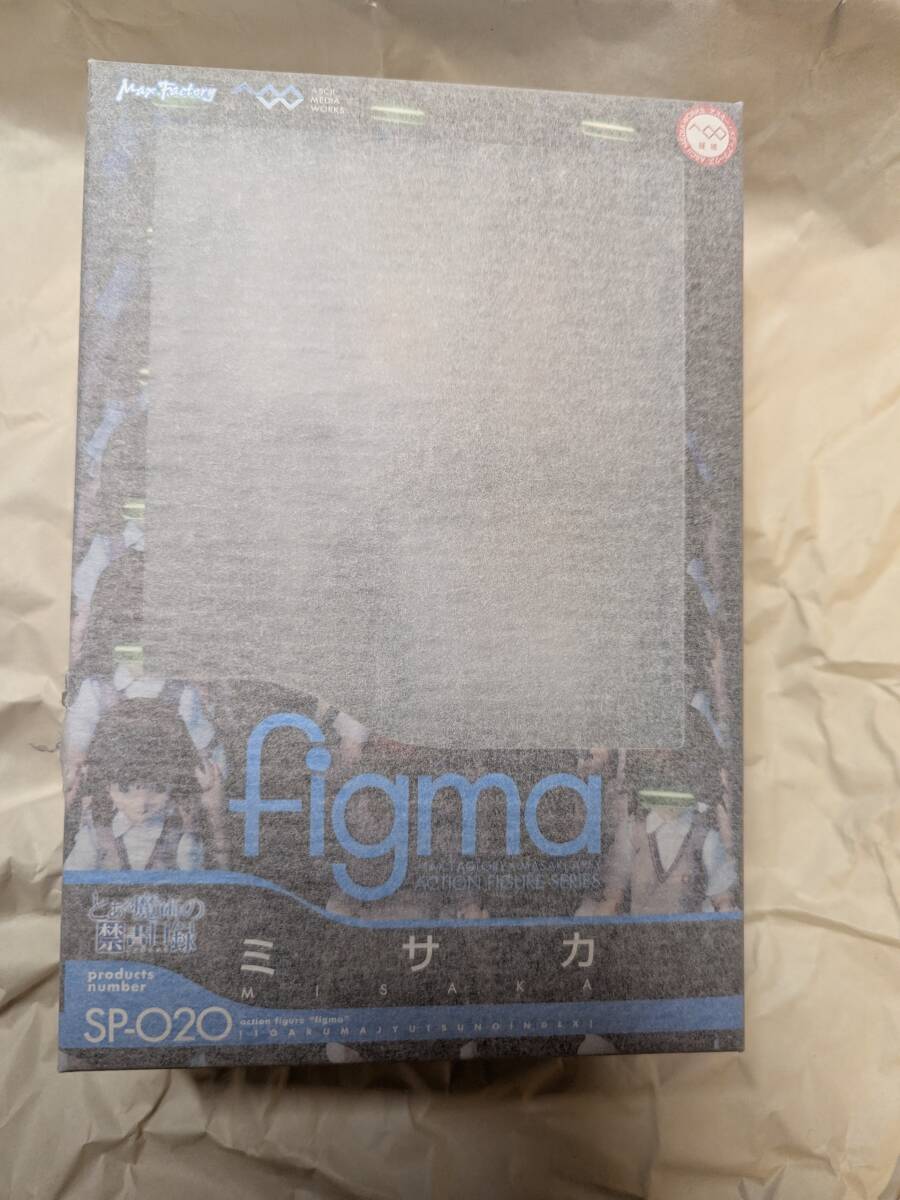 Max Factory
ASCII
MEDIA
WORKS
figma
ACTION FIGURE SERIES
とある魔術の
禁書目録
ミサカ
MISAKA
products
number
SP-020
action figure "figma"